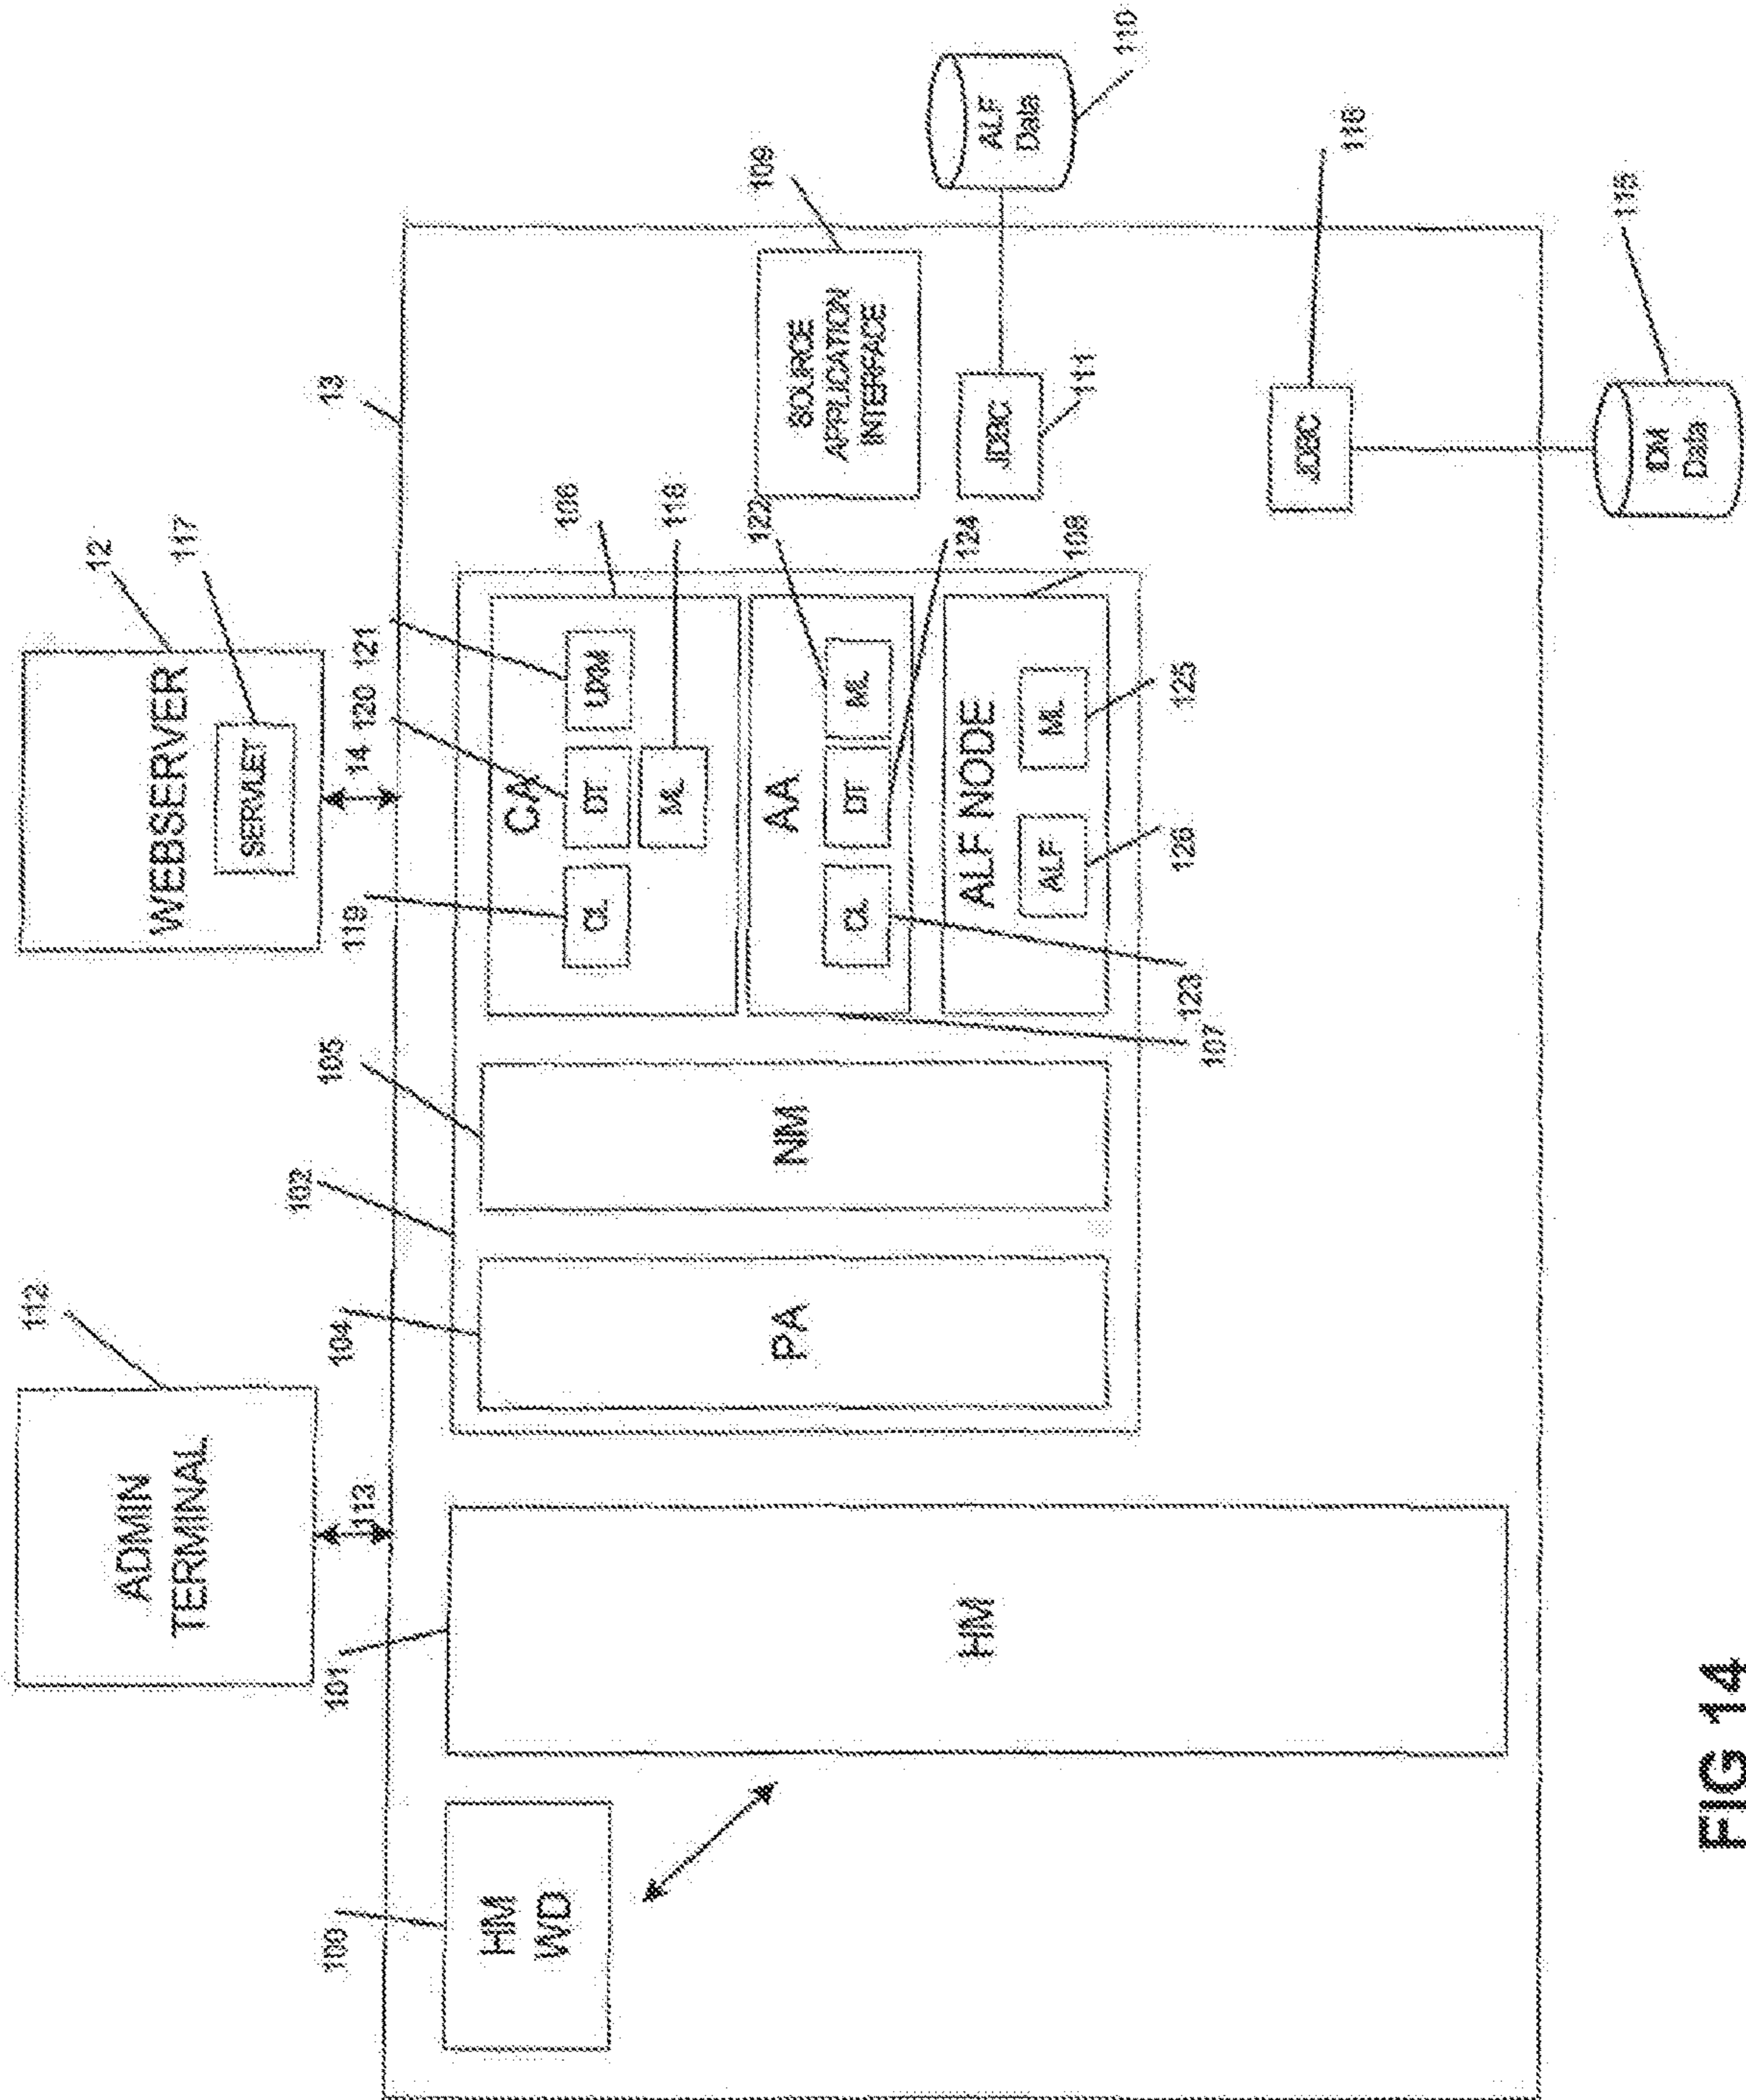 ADMIN
TERMINAL
112
113
WEBSERVER
SERVLET
12
117
14
13
100
HM
WD
101
HM
102
104
PA
105
NM
119
120
121
CA
CL
DT
UXM
ML
106
118
AA
CL
DT
ML
122
124
123
107
ALF NODE
ALF
ML
108
126
125
109
SOURCE
APPLICATION
INTERFACE
JDBC
111
ALF
Data
110
JDBC
116
IDM
Data
115
FIG 14